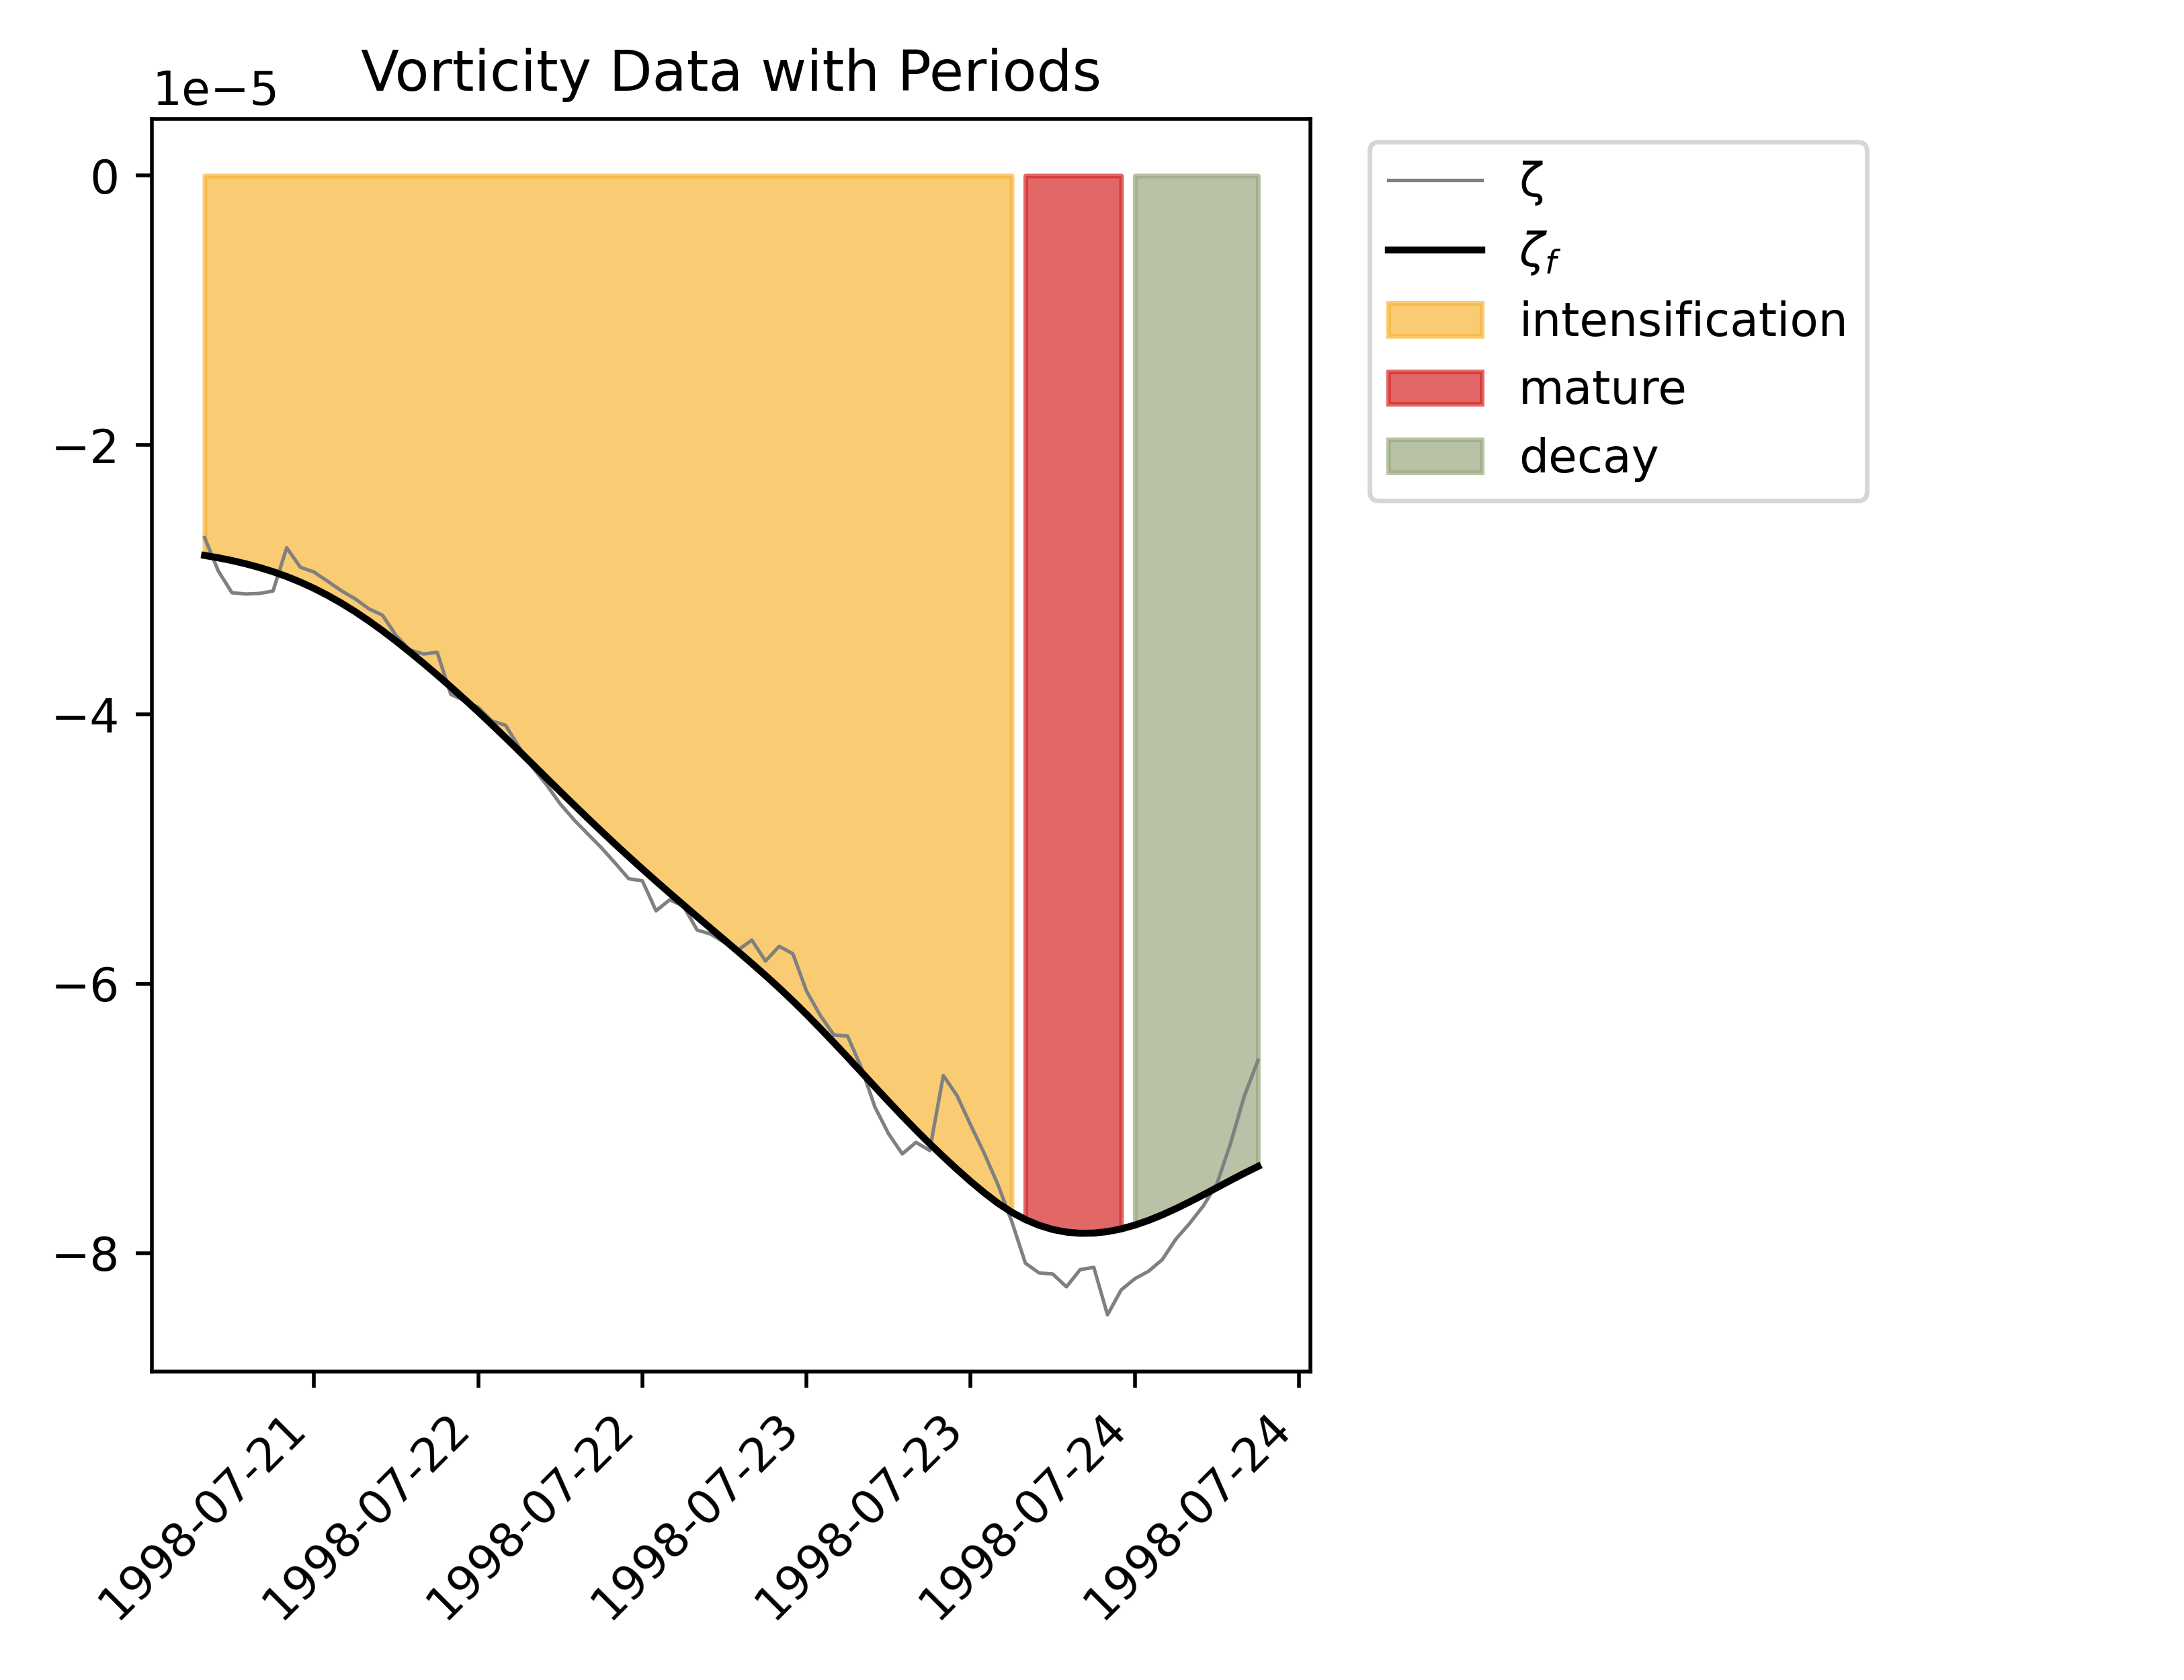 Vorticity Data with Periods
1e−5
0
−2
−4
−6
−8
1998-07-21
1998-07-22
1998-07-22
1998-07-23
1998-07-23
1998-07-24
1998-07-24
ζ
ζf
intensification
mature
decay